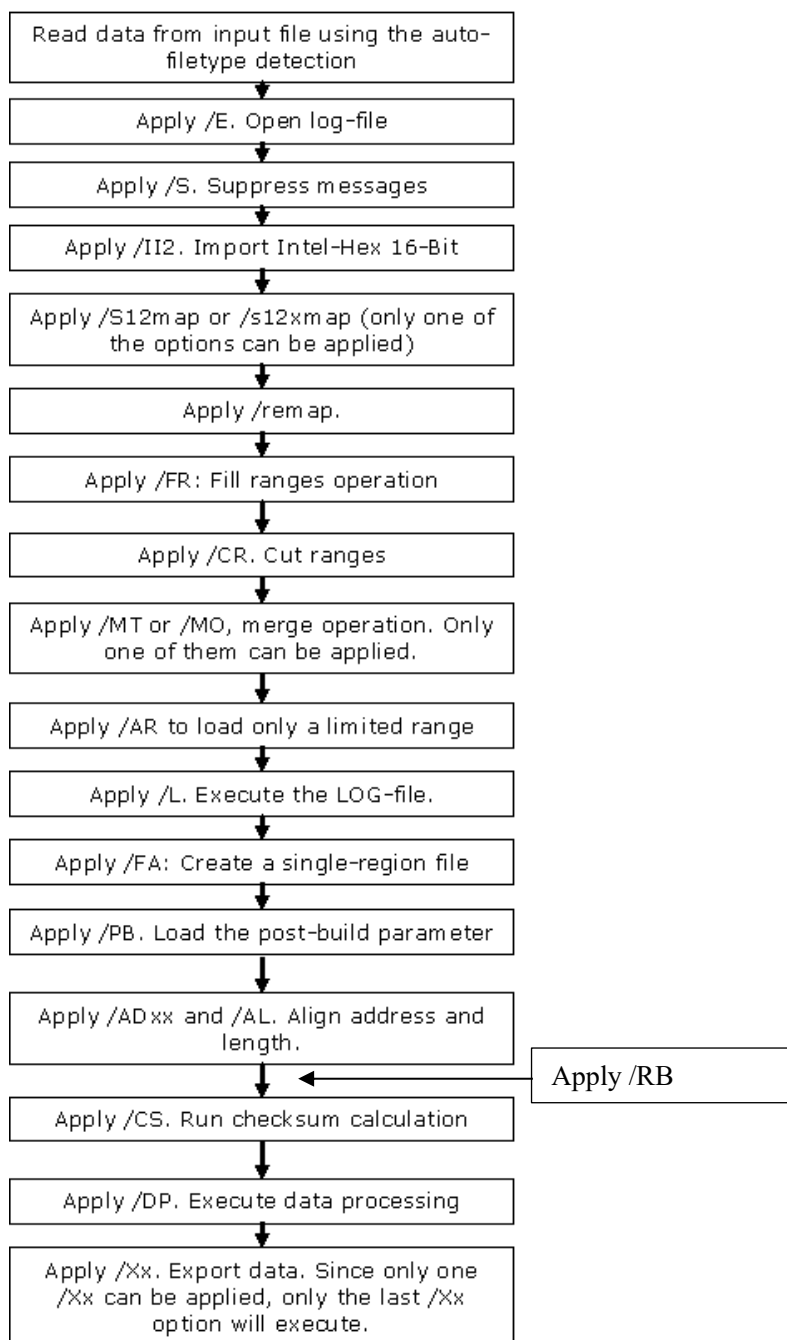 Read data from input file using the auto-
filetype detection
Apply /E. Open log-file
Apply /S. Suppress messages
Apply /II2. Import Intel-Hex 16-Bit
Apply /S12map or /s12xmap (only one of
the options can be applied)
Apply /remap.
Apply /FR: Fill ranges operation
Apply /CR. Cut ranges
Apply /MT or /MO, merge operation. Only
one of them can be applied.
Apply /AR to load only a limited range
Apply /L. Execute the LOG-file.
Apply /FA: Create a single-region file
Apply /PB. Load the post-build parameter
Apply /ADxx and /AL. Align address and
length.
Apply /RB
Apply /CS. Run checksum calculation
Apply /DP. Execute data processing
Apply /Xx. Export data. Since only one
/Xx can be applied, only the last /Xx
option will execute.